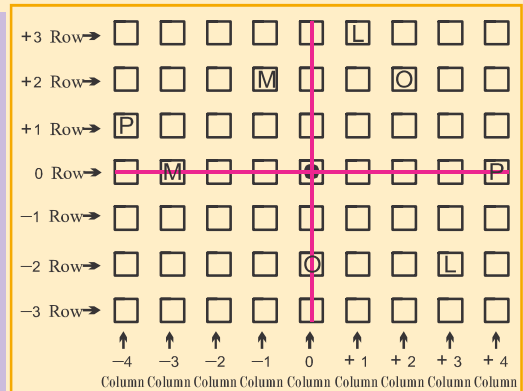 +3 Row L
+2 Row M O
+1 Row P
0 Row M P
−1 Row
−2 Row O L
−3 Row
−4 −3 −2 −1 0 +1 +2 +3 +4
Column Column Column Column Column Column Column Column Column